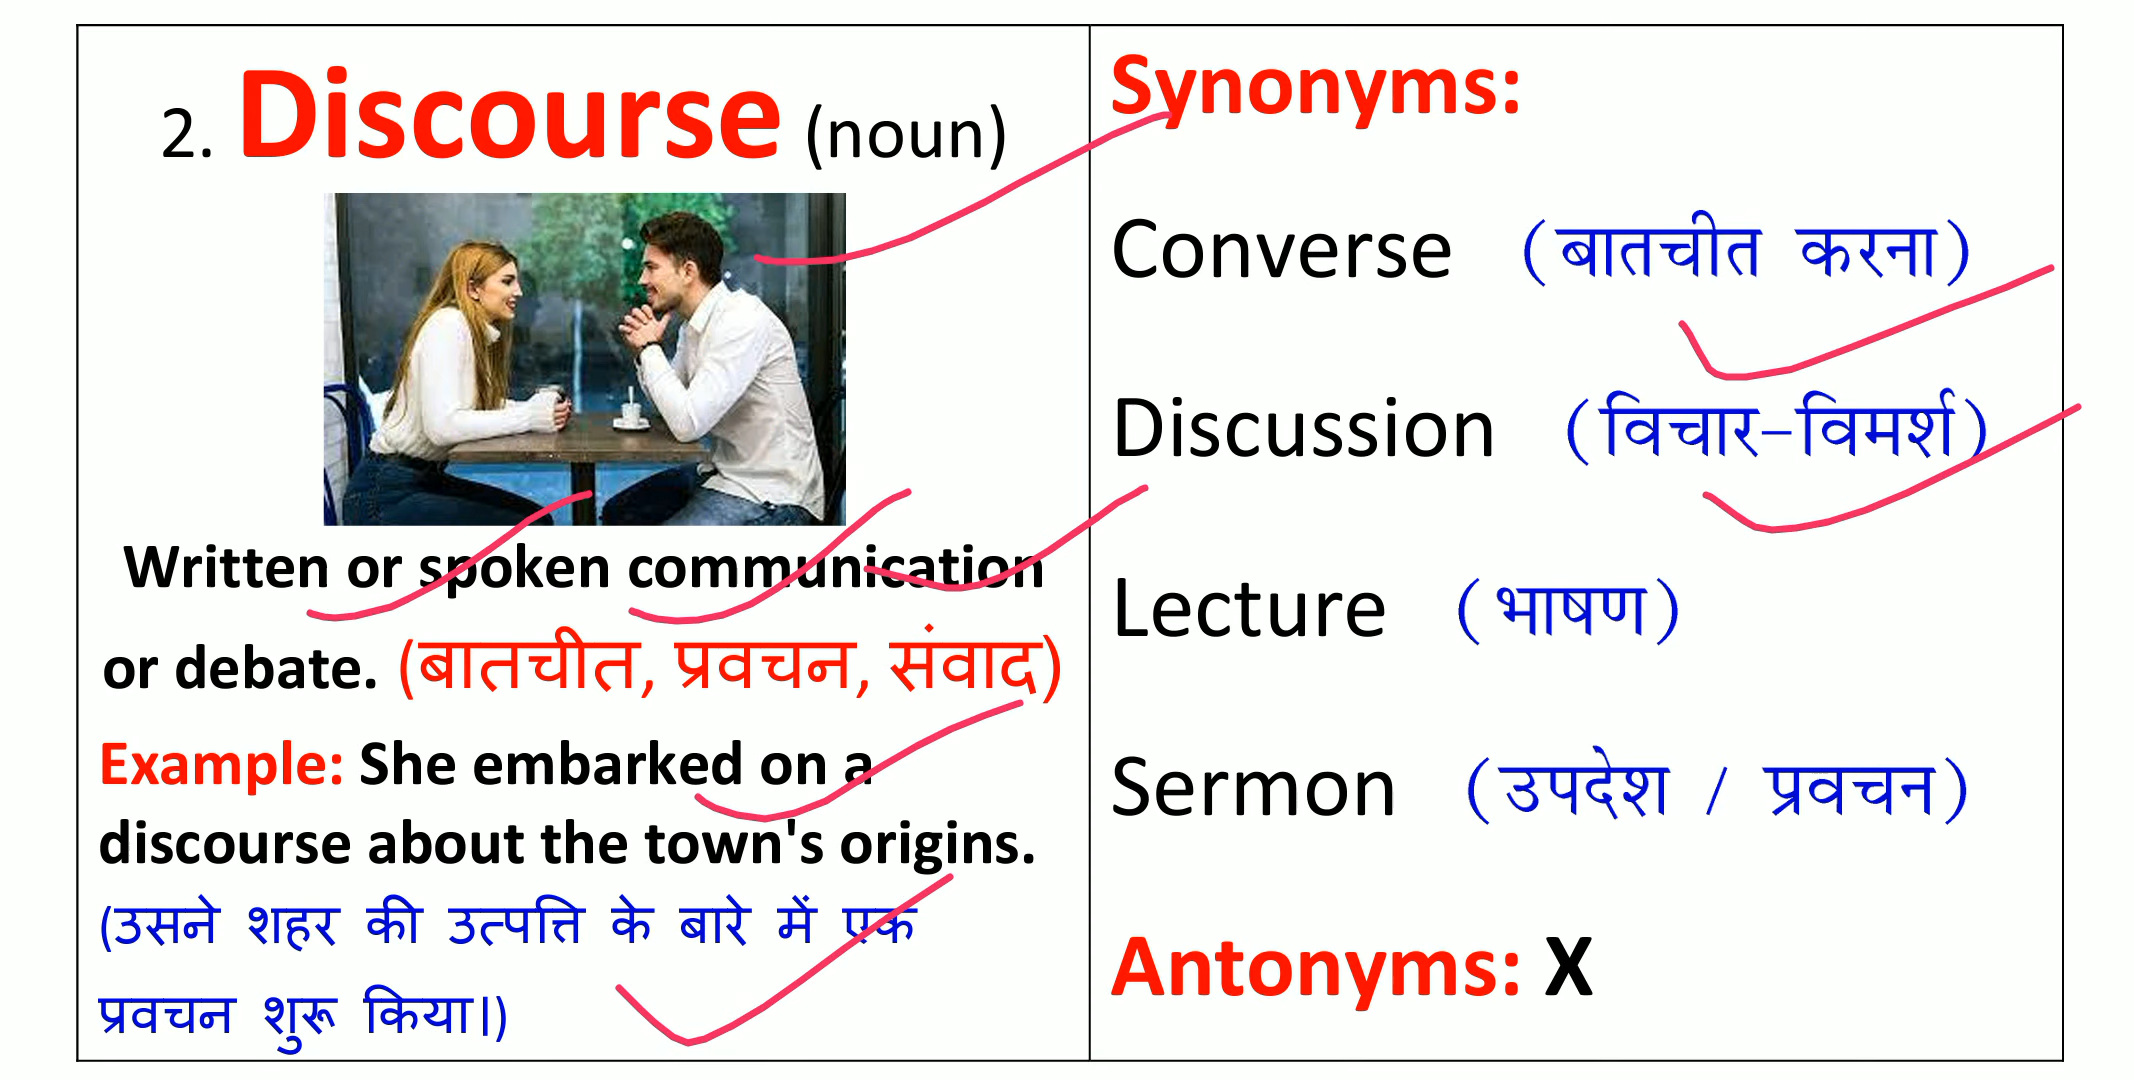 2. Discourse (noun)
Written or spoken communication
or debate. (बातचीत, प्रवचन, संवाद)
Example: She embarked on a
discourse about the town's origins.
(उसने शहर की उत्पत्ति के बारे में एक
प्रवचन शुरू किया।)
Synonyms:
Converse (बातचीत करना)
Discussion (विचार-विमर्श)
Lecture (भाषण)
Sermon (उपदेश / प्रवचन)
Antonyms: X